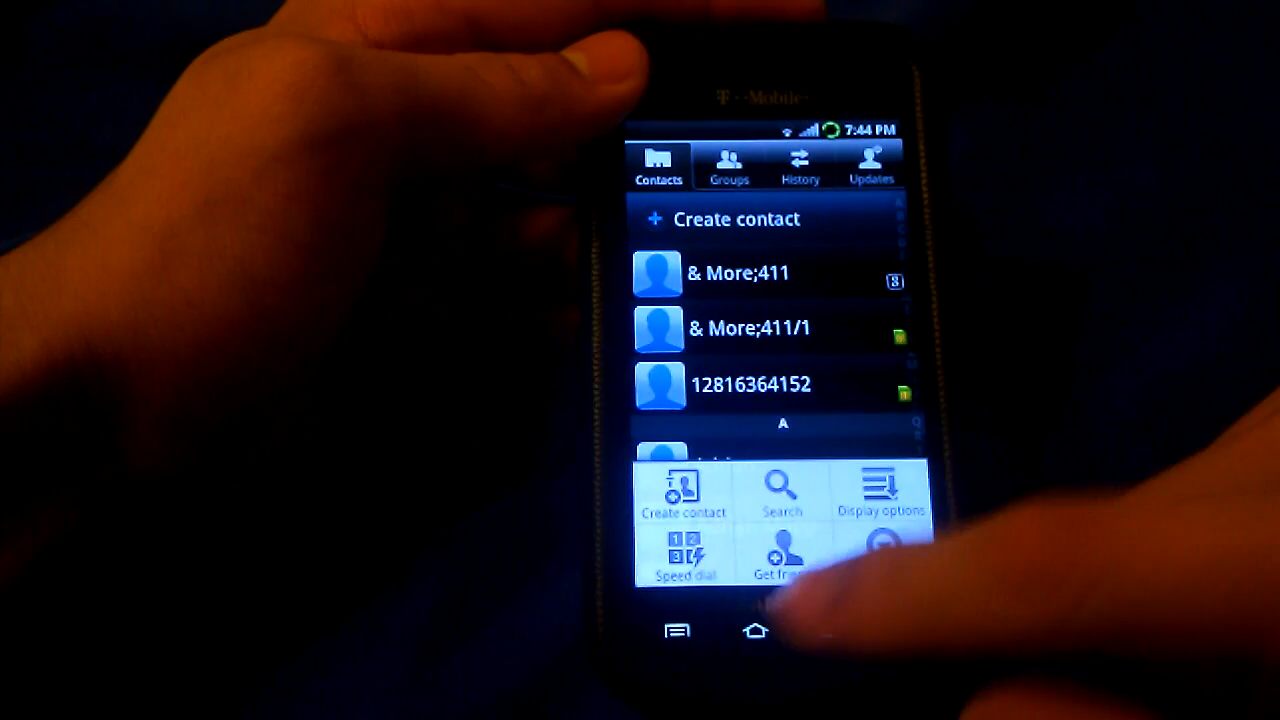 T··Mobile·
7:44 PM
Contacts Groups History Updates
+ Create contact
& More;411
& More;411/1
12816364152
A
Create contact Search Display options
Speed dial Get